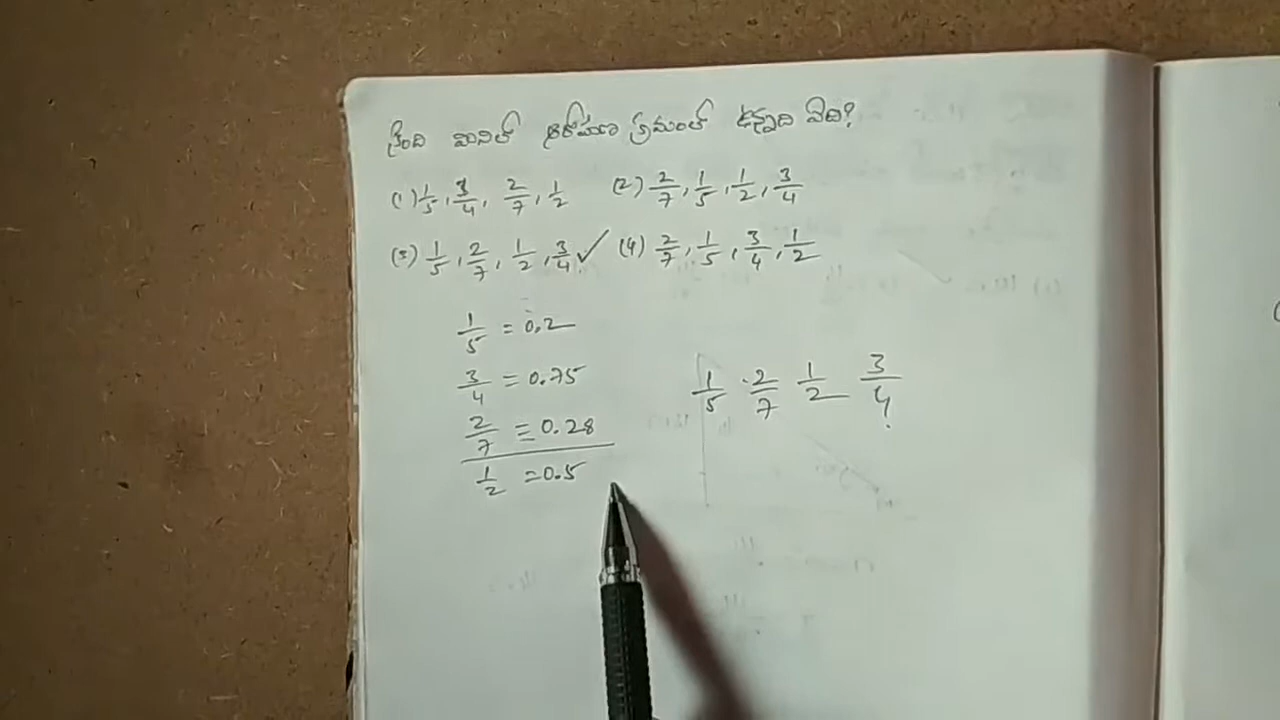 క్రింది వానిలో ఆరోహణ క్రమంలో ఉన్నది ఏది?
(1) 1/5, 3/4, 2/7, 1/2 (2) 2/7, 1/5, 1/2, 3/4
(3) 1/5, 2/7, 1/2, 3/4 ✓ (4) 2/7, 1/5, 3/4, 1/2
1/5 = 0.2
3/4 = 0.75
1/5 2/7 1/2 3/4
2/7 = 0.28
1/2 = 0.5